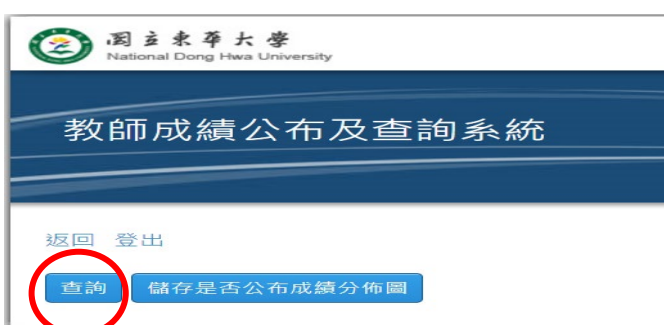 国立東華大學
National Dong Hwa University
教師成績公布及查詢系統
返回 登出
查詢 儲存是否公布成績分佈圖